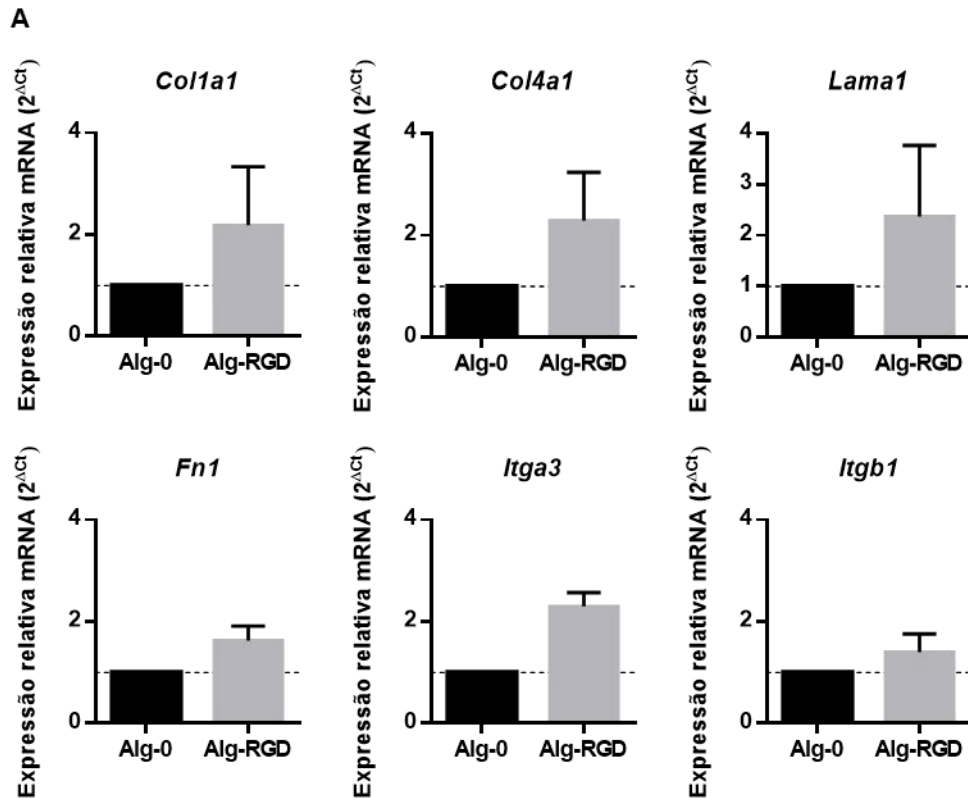 A
Col1a1
Expressão relativa mRNA (2^ΔCt)
4
2
0
Alg-0 Alg-RGD
Col4a1
Expressão relativa mRNA (2^ΔCt)
4
2
0
Alg-0 Alg-RGD
Lama1
Expressão relativa mRNA (2^ΔCt)
4
3
2
1
0
Alg-0 Alg-RGD
Fn1
Expressão relativa mRNA (2^ΔCt)
4
2
0
Alg-0 Alg-RGD
Itga3
Expressão relativa mRNA (2^ΔCt)
4
2
0
Alg-0 Alg-RGD
Itgb1
Expressão relativa mRNA (2^ΔCt)
4
2
0
Alg-0 Alg-RGD